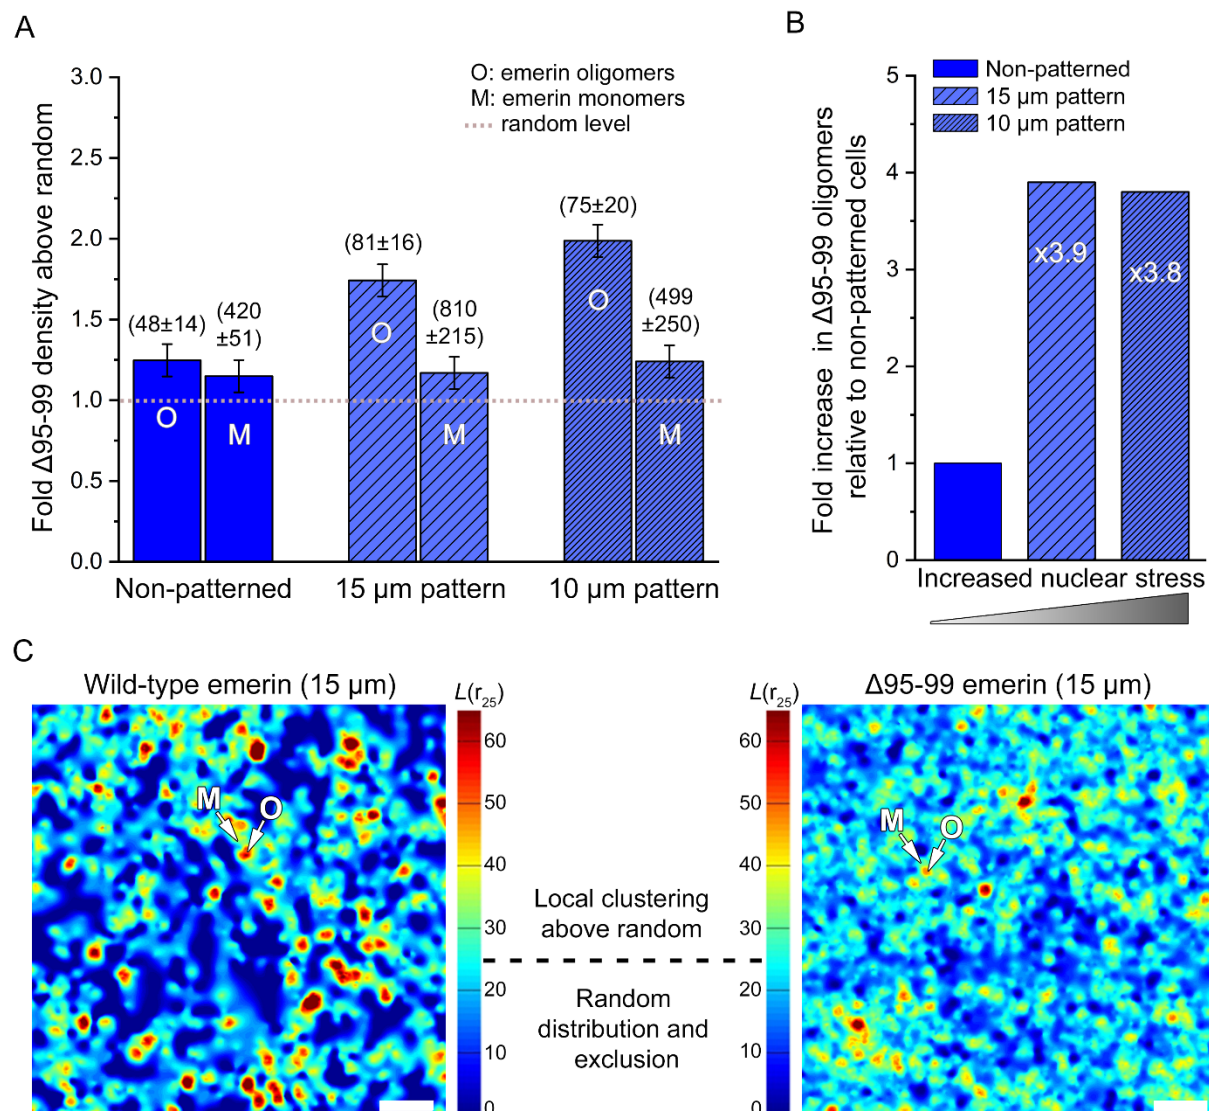 A
Fold Δ95-99 density above random
3.0
2.5
2.0
1.5
1.0
0.5
0.0
O: emerin oligomers
M: emerin monomers
random level
(48±14)
(420
±51)
(81±16)
(810
±215)
(75±20)
(499
±250)
O
M
O
M
O
M
Non-patterned
15 µm pattern
10 µm pattern
B
Fold increase in Δ95-99 oligomers
relative to non-patterned cells
5
4
3
2
1
0
Non-patterned
15 µm pattern
10 µm pattern
x3.9
x3.8
Increased nuclear stress
C
Wild-type emerin (15 µm)
M
O
L(r25)
60
50
40
30
20
10
0
Local clustering
above random
Random
distribution and
exclusion
L(r25)
60
50
40
30
20
10
0
Δ95-99 emerin (15 µm)
M
O